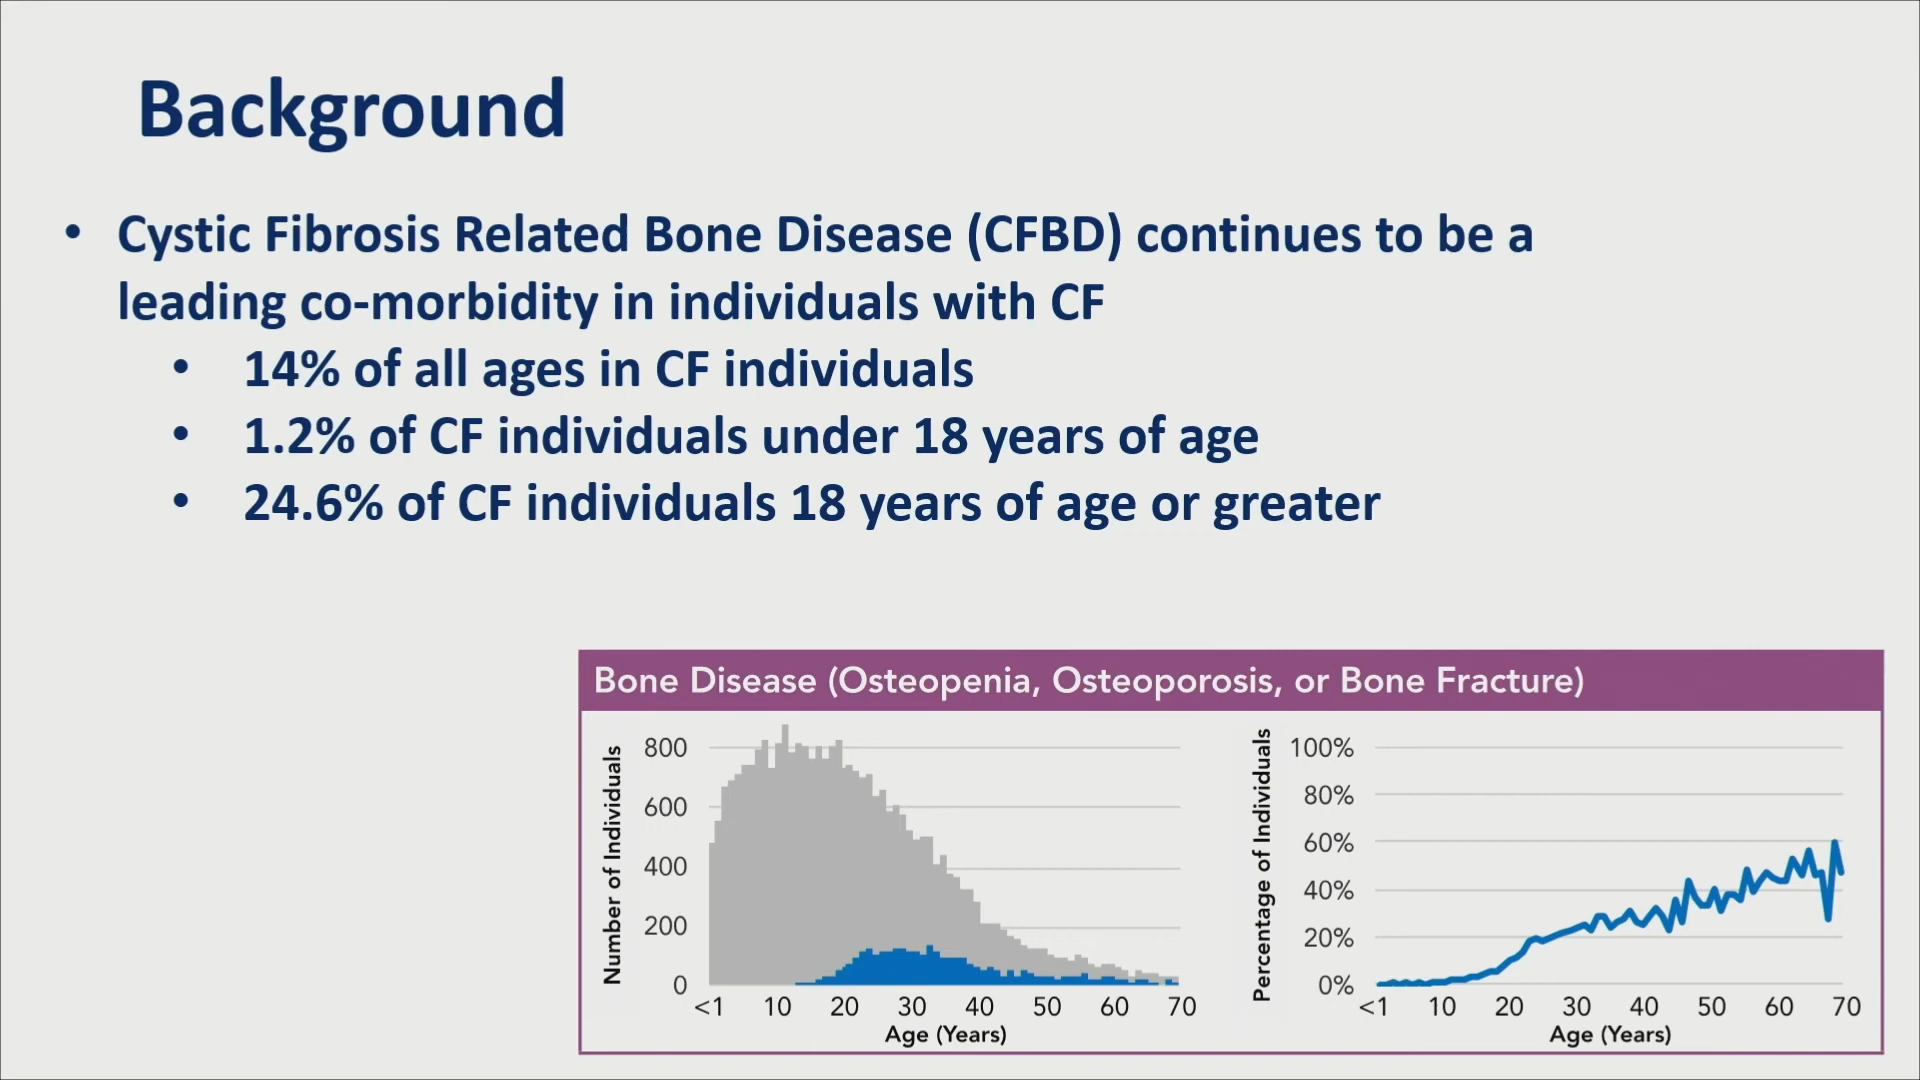 Background
• Cystic Fibrosis Related Bone Disease (CFBD) continues to be a
leading co-morbidity in individuals with CF
• 14% of all ages in CF individuals
• 1.2% of CF individuals under 18 years of age
• 24.6% of CF individuals 18 years of age or greater
Bone Disease (Osteopenia, Osteoporosis, or Bone Fracture)
Number of Individuals
800
600
400
200
0
<1 10 20 30 40 50 60 70
Age (Years)
Percentage of Individuals
100%
80%
60%
40%
20%
0%
<1 10 20 30 40 50 60 70
Age (Years)